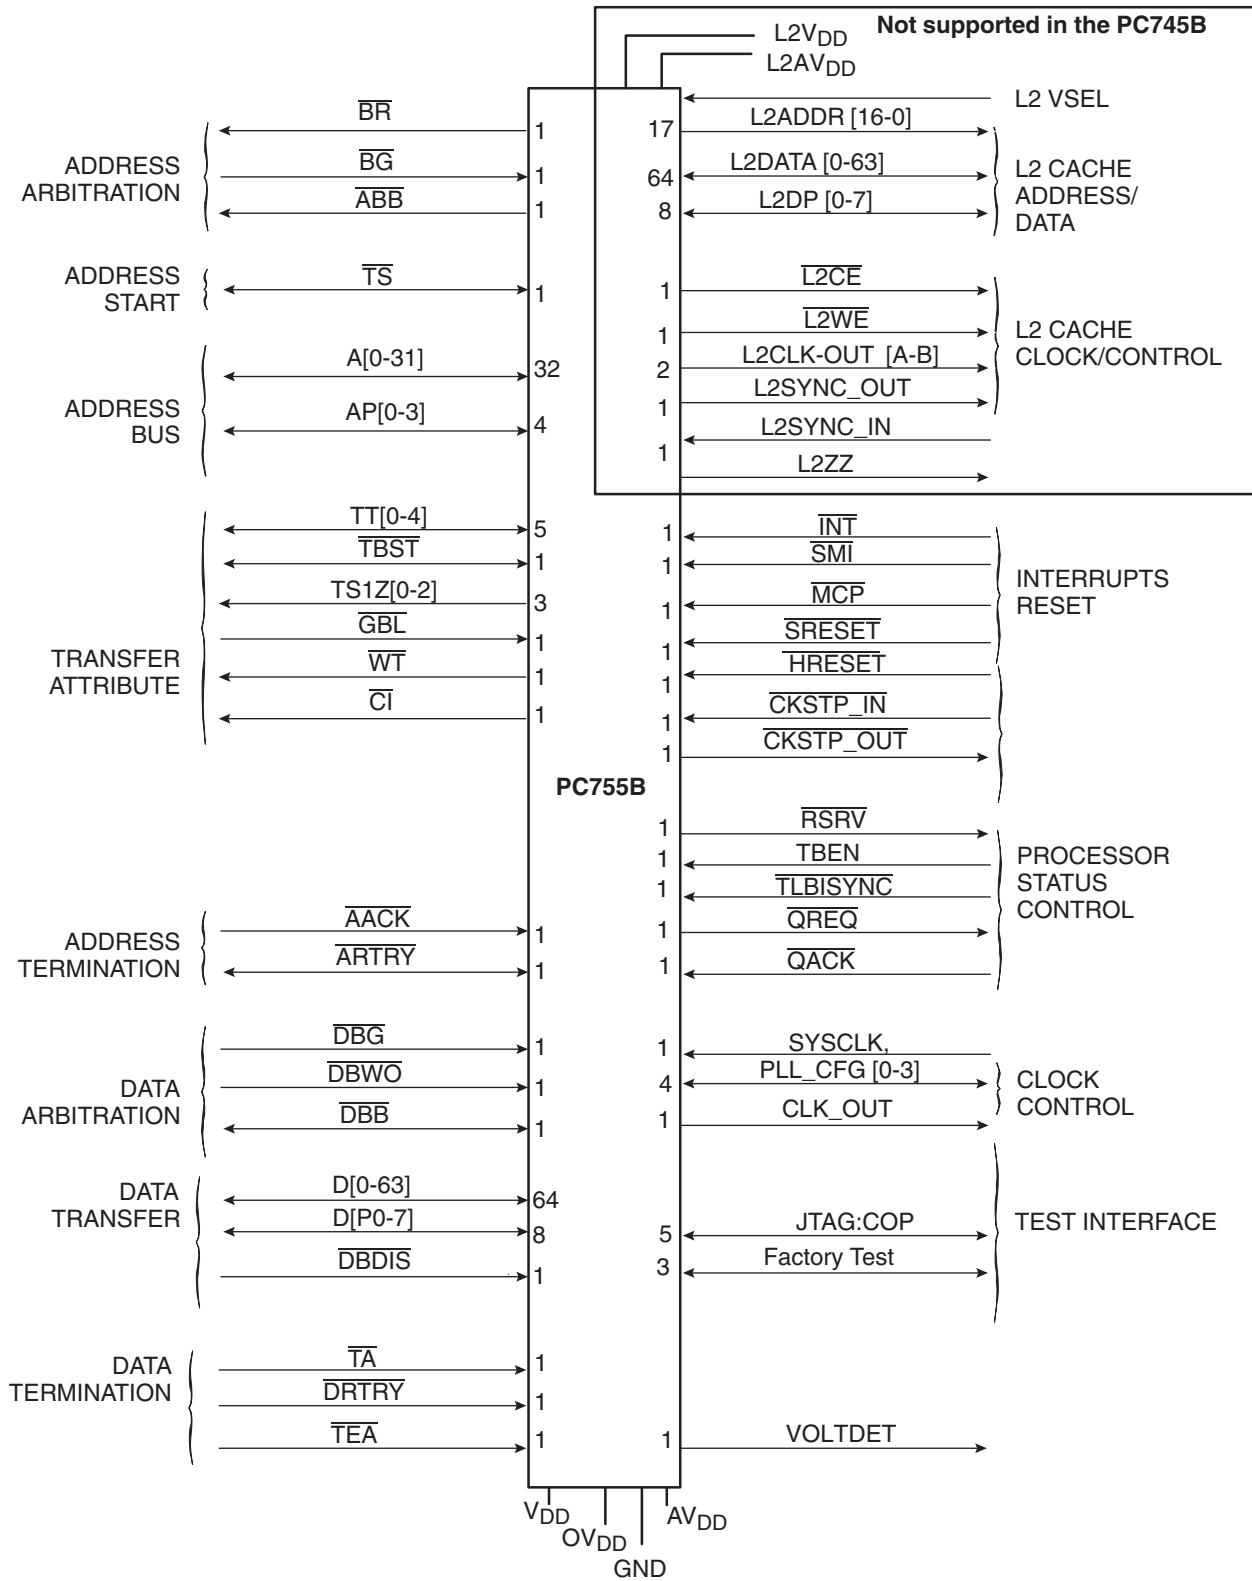 Not supported in the PC745B
L2VDD
L2AVDD
ADDRESS
ARBITRATION
BR
1
BG
1
ABB
1
ADDRESS
START
TS
1
ADDRESS
BUS
A[0-31]
32
AP[0-3]
4
TRANSFER
ATTRIBUTE
TT[0-4]
5
TBST
1
TS1Z[0-2]
3
GBL
1
WT
1
CI
1
ADDRESS
TERMINATION
AACK
1
ARTRY
1
DATA
ARBITRATION
DBG
1
DBWO
1
DBB
1
DATA
TRANSFER
D[0-63]
64
D[P0-7]
8
DBDIS
1
DATA
TERMINATION
TA
1
DRTRY
1
TEA
1
PC755B
L2 VSEL
17
L2ADDR [16-0]
64
L2DATA [0-63]
8
L2DP [0-7]
L2 CACHE
ADDRESS/
DATA
1
L2CE
1
L2WE
2
L2CLK-OUT [A-B]
1
L2SYNC_OUT
L2 CACHE
CLOCK/CONTROL
1
L2SYNC_IN
L2ZZ
1
INT
1
SMI
1
MCP
1
SRESET
1
HRESET
INTERRUPTS
RESET
1
CKSTP_IN
1
CKSTP_OUT
1
RSRV
1
TBEN
1
TLBISYNC
1
QREQ
1
QACK
PROCESSOR
STATUS
CONTROL
1
SYSCLK,
4
PLL_CFG [0-3]
1
CLK_OUT
CLOCK
CONTROL
5
JTAG:COP
3
Factory Test
TEST INTERFACE
1
VOLTDET
VDD
OVDD
GND
AVDD